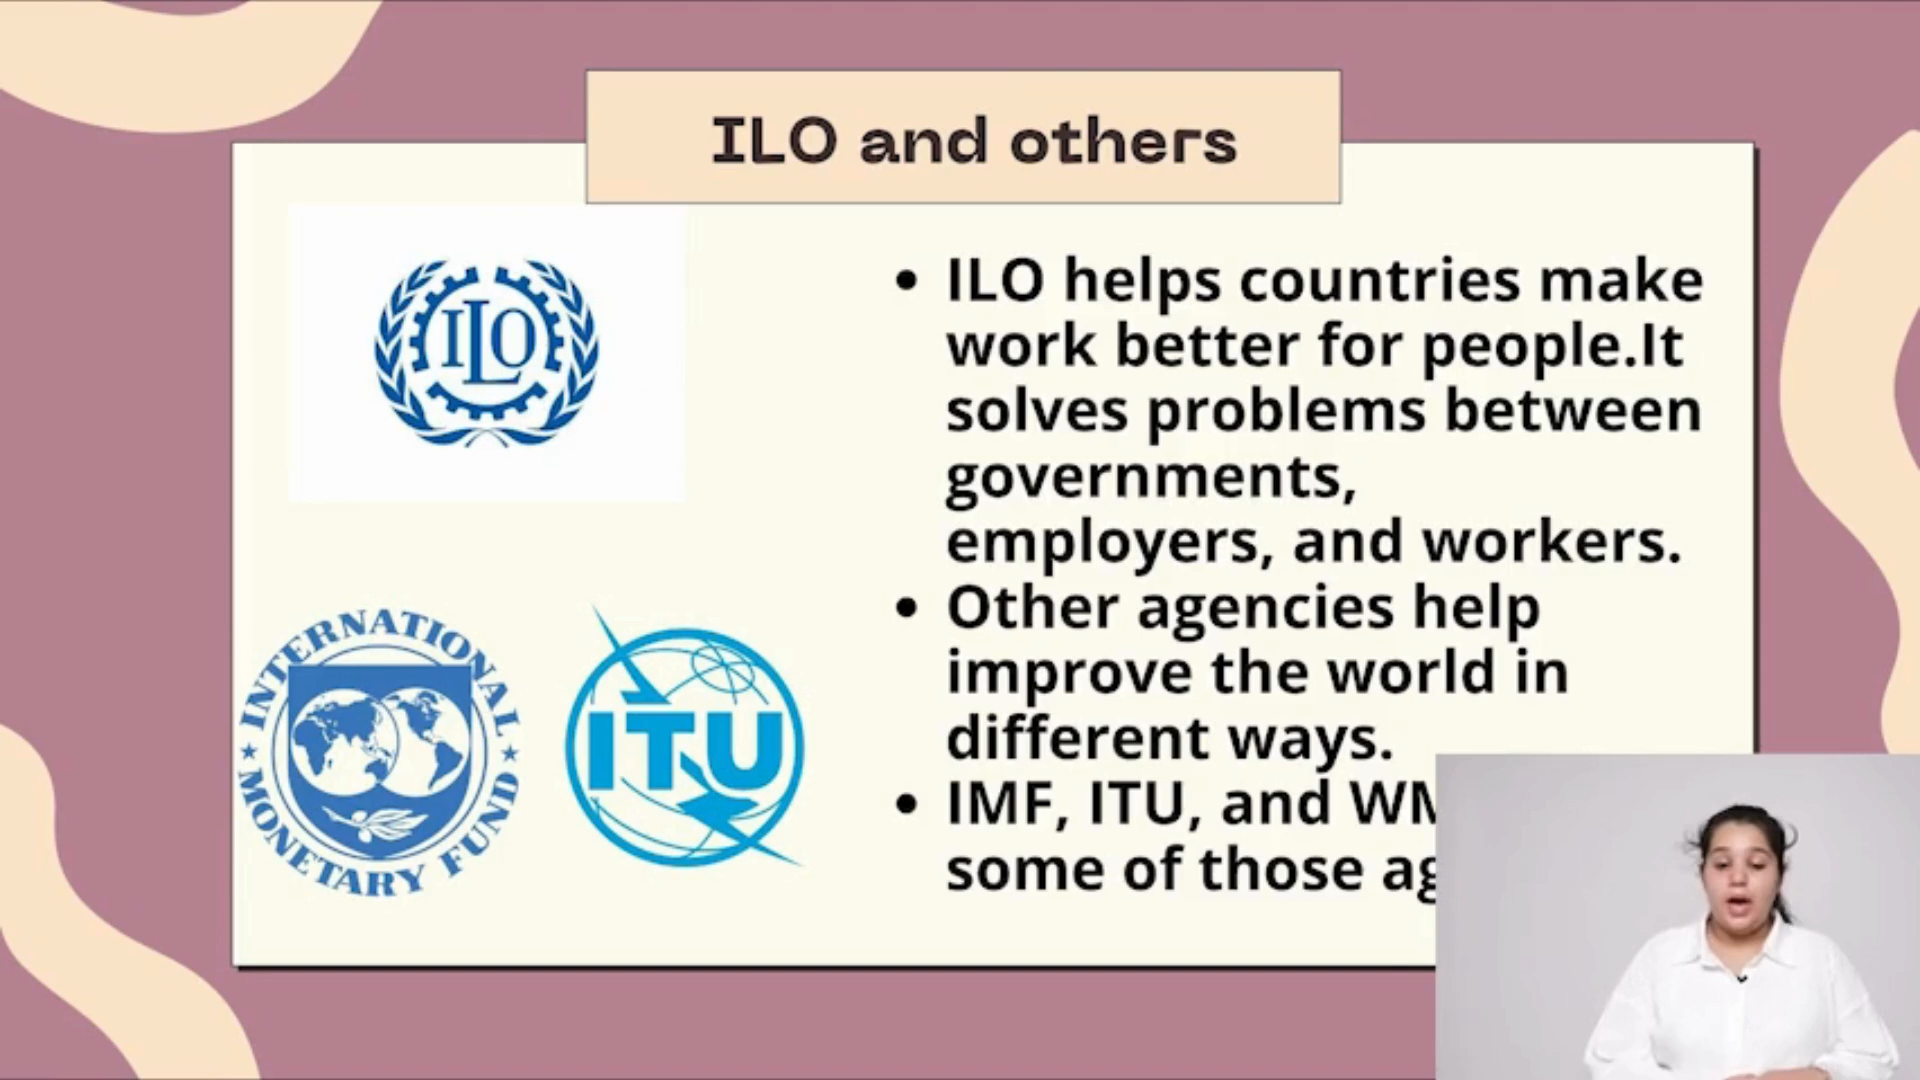 ILO and others
ILO
INTERNATIONAL
MONETARY FUND
ITU
• ILO helps countries make
work better for people.It
solves problems between
governments,
employers, and workers.
• Other agencies help
improve the world in
different ways.
• IMF, ITU, and
some of those